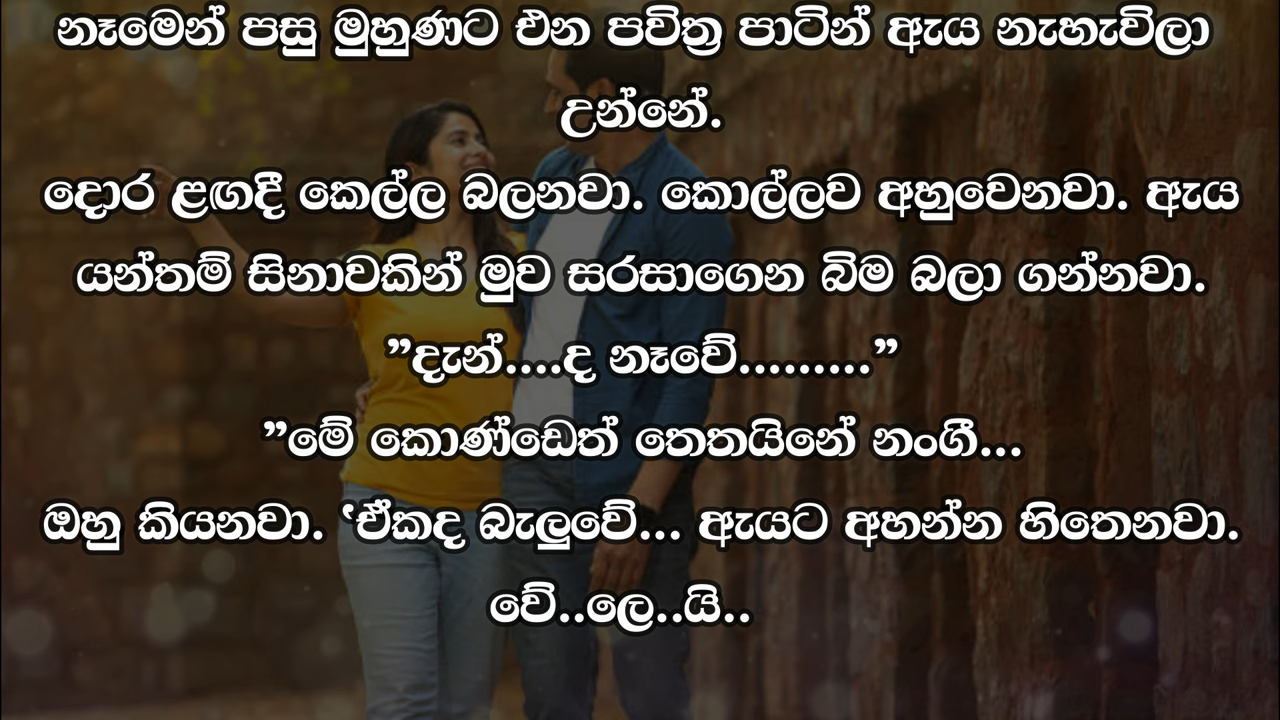 නෑමෙන් පසු මුහුණට එන පවිත්‍ර පාටින් ඇය නැහැවිලා
උන්නේ.
දොර ළඟදී කෙල්ල බලනවා. කොල්ලව අහුවෙනවා. ඇය
යන්තම් සිනාවකින් මුව සරසාගෙන බිම බලා ගන්නවා.
”දැන්....ද නෑවේ.........”
”මේ කොණ්ඩෙත් තෙතයිනේ නංගී...
ඔහු කියනවා. ‘ඒකද බැලුවේ... ඇයට අහන්න හිතෙනවා.
වේ..ලෙ..යි..